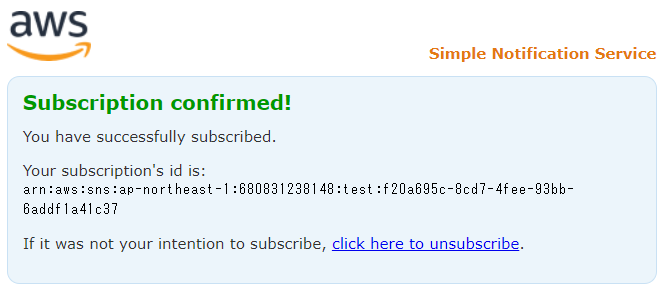 aws
Simple Notification Service
Subscription confirmed!
You have successfully subscribed.
Your subscription's id is:
arn:aws:sns:ap-northeast-1:680831238148:test:f20a695c-8cd7-4fee-93bb-
6addf1a41c37
If it was not your intention to subscribe, click here to unsubscribe.